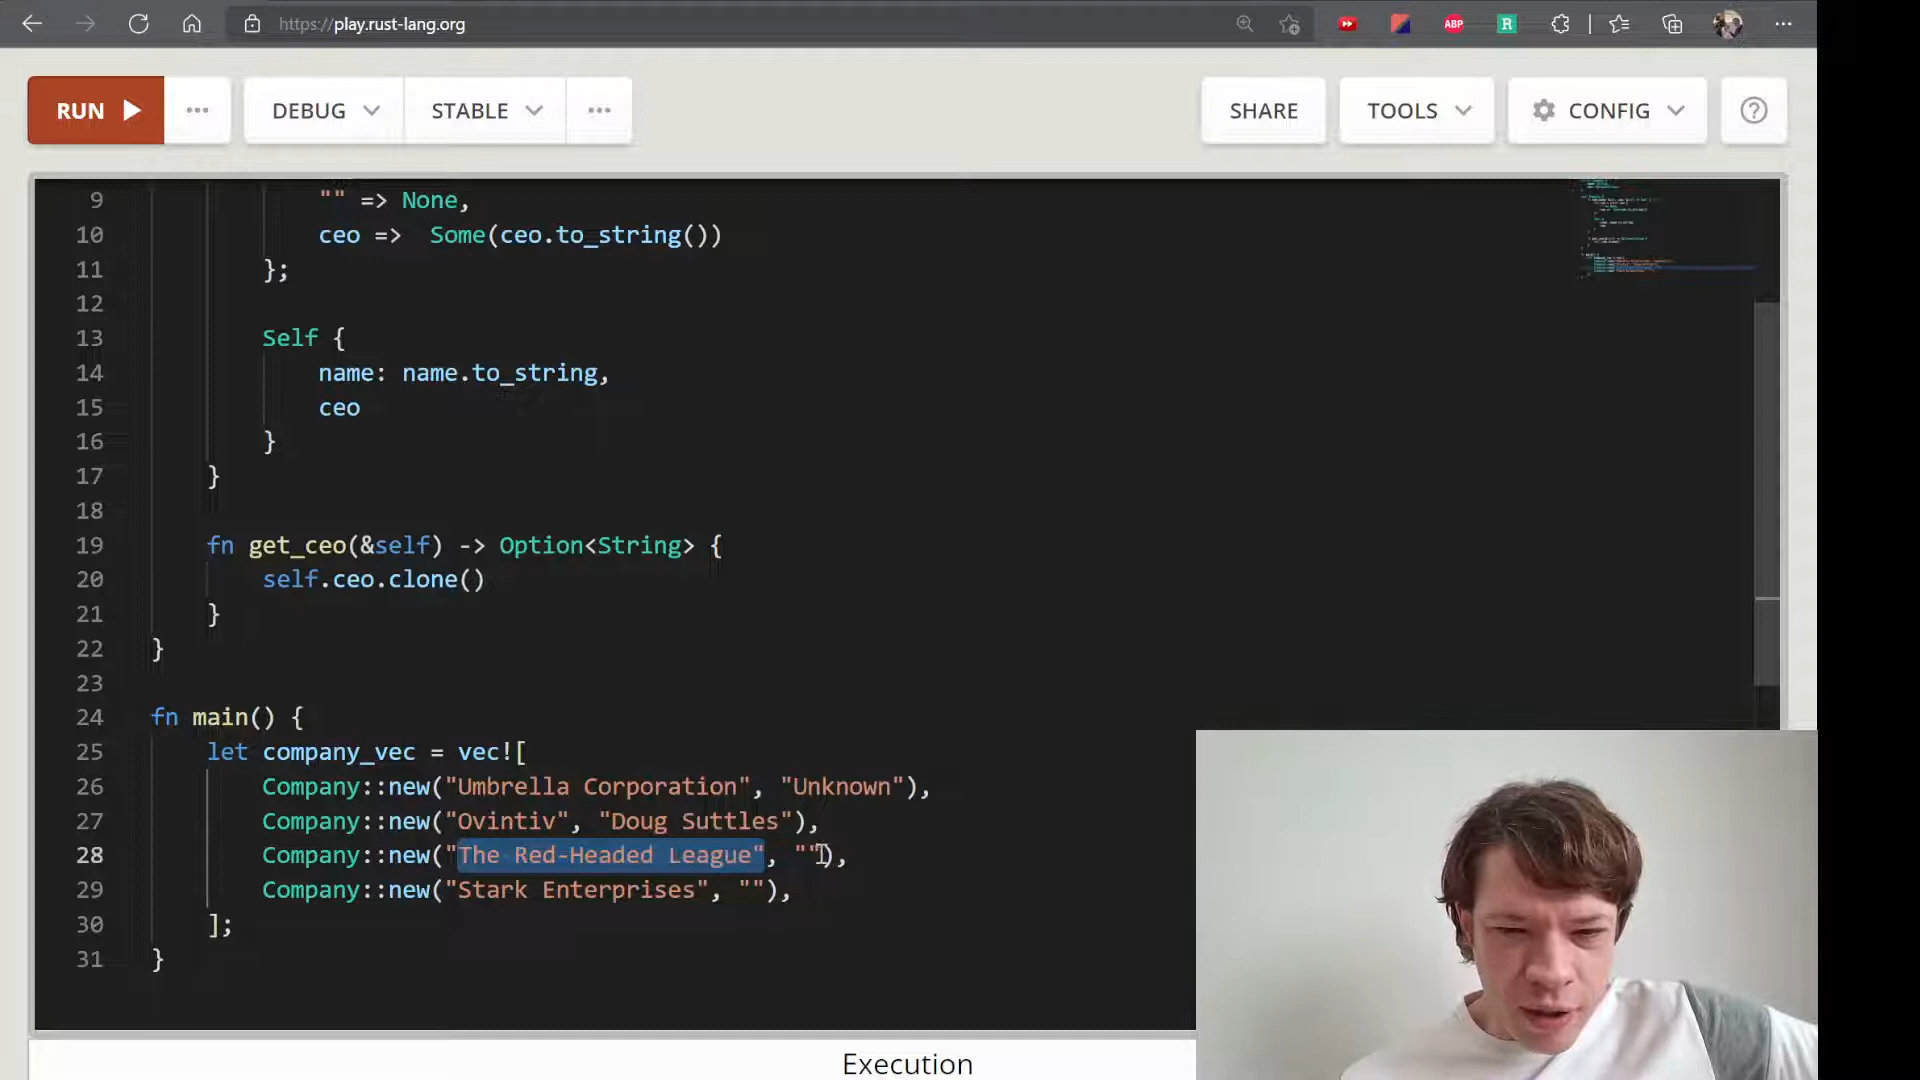 https://play.rust-lang.org
ABP
R
RUN
DEBUG
STABLE
SHARE
TOOLS
CONFIG
9 "" => None,
10 ceo => Some(ceo.to_string())
11 };
12
13 Self {
14 name: name.to_string,
15 ceo
16 }
17 }
18
19 fn get_ceo(&self) -> Option<String> {
20 self.ceo.clone()
21 }
22 }
23
24 fn main() {
25 let company_vec = vec![
26 Company::new("Umbrella Corporation", "Unknown"),
27 Company::new("Ovintiv", "Doug Suttles"),
28 Company::new("The Red-Headed League", ""),
29 Company::new("Stark Enterprises", ""),
30 ];
31 }
Execution